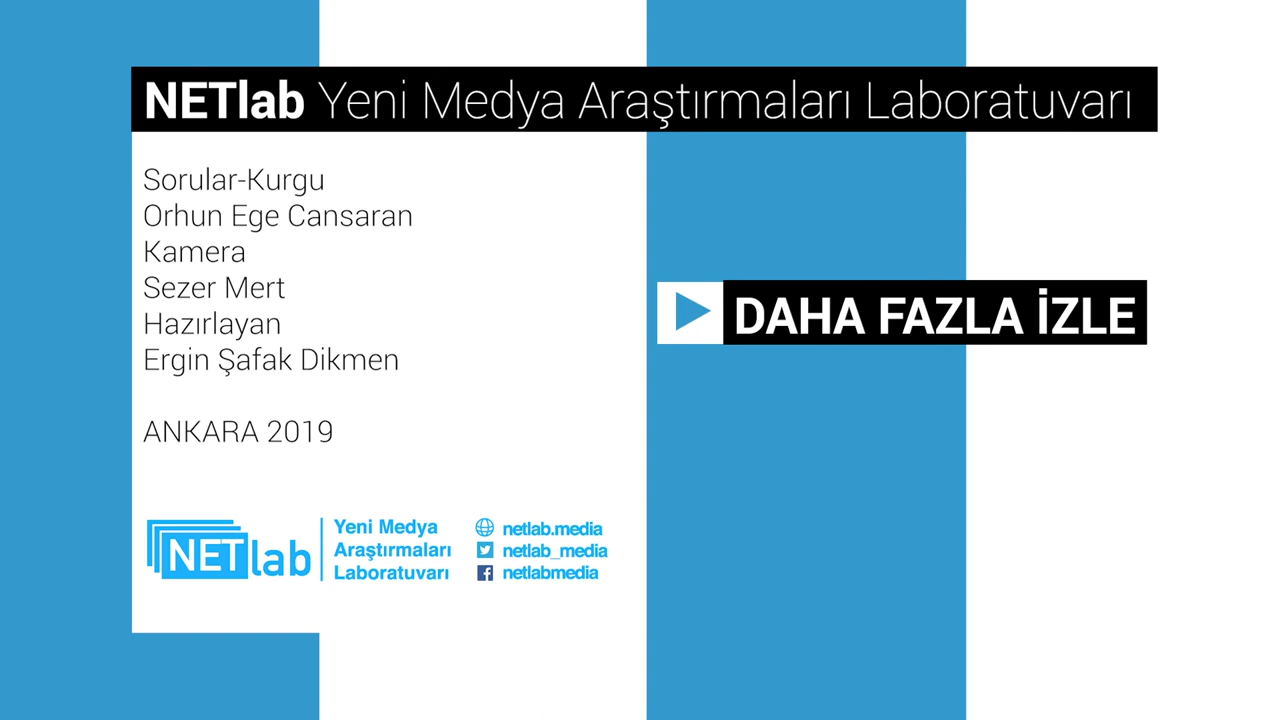 NETlab Yeni Medya Araştırmaları Laboratuvarı
Sorular-Kurgu
Orhun Ege Cansaran
Kamera
Sezer Mert
Hazırlayan
Ergin Şafak Dikmen
ANKARA 2019
DAHA FAZLA İZLE
NETlab
Yeni Medya
Araştırmaları
Laboratuvarı
netlab.media
netlab_media
netlabmedia